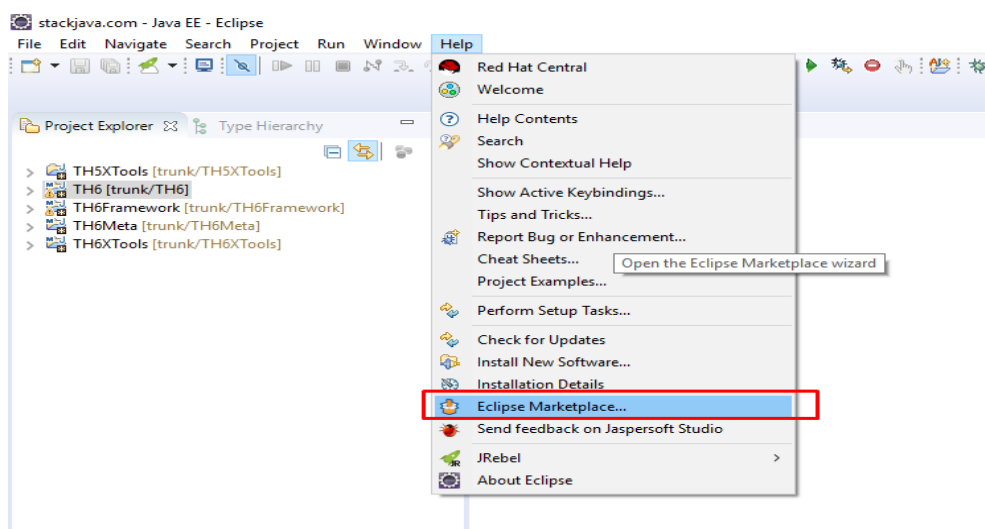 stackjava.com - Java EE - Eclipse
File Edit Navigate Search Project Run Window Help
Project Explorer Type Hierarchy
TH5XTools [trunk/TH5XTools]
TH6 [trunk/TH6]
TH6Framework [trunk/TH6Framework]
TH6Meta [trunk/TH6Meta]
TH6XTools [trunk/TH6XTools]
Red Hat Central
Welcome
Help Contents
Search
Show Contextual Help
Show Active Keybindings...
Tips and Tricks...
Report Bug or Enhancement...
Cheat Sheets...
Open the Eclipse Marketplace wizard
Project Examples...
Perform Setup Tasks...
Check for Updates
Install New Software...
Installation Details
Eclipse Marketplace...
Send feedback on Jaspersoft Studio
JRebel
About Eclipse